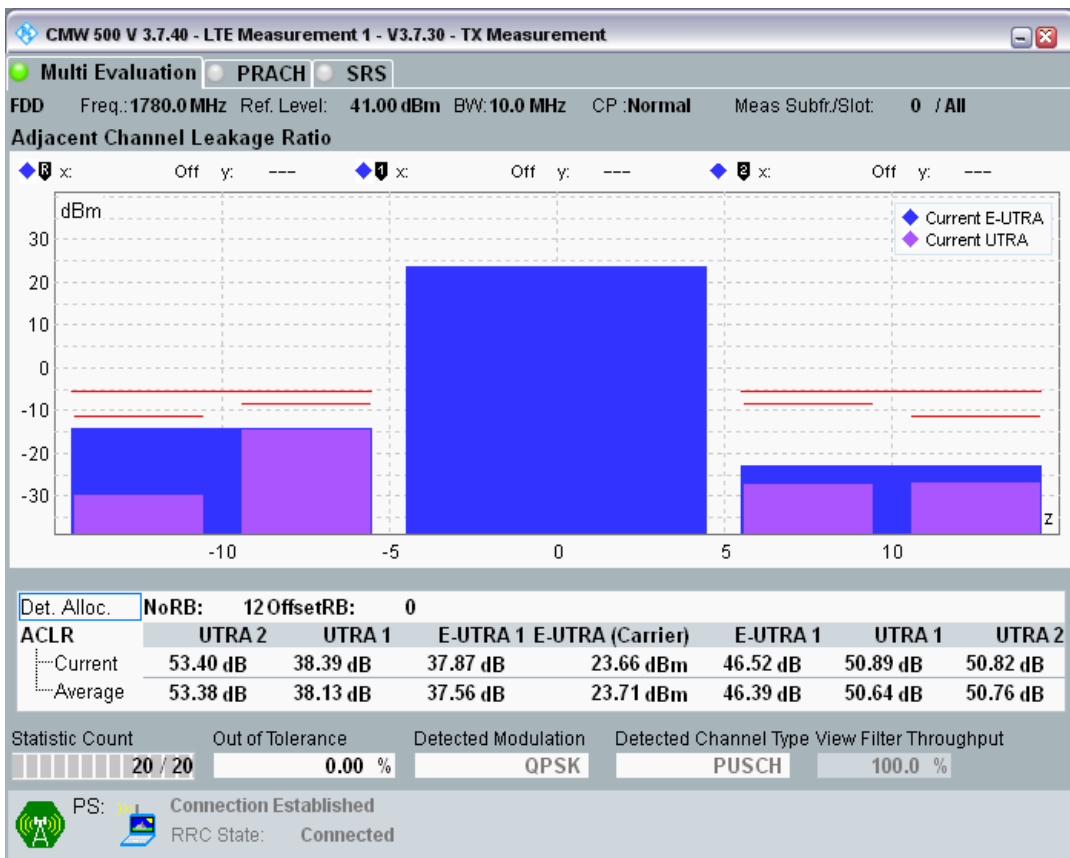 CMW 500 V 3.7.40 - LTE Measurement 1 - V3.7.30 - TX Measurement
Multi Evaluation PRACH SRS
FDD Freq.: 1780.0 MHz Ref. Level: 41.00 dBm BW: 10.0 MHz CP :Normal Meas Subfr./Slot: 0 / All
Adjacent Channel Leakage Ratio
R x: Off y: --- 1 x: Off y: --- 2 x: Off y: ---
dBm
Current E-UTRA
Current UTRA
30
20
10
0
-10
-20
-30
z
-10 -5 0 5 10
Det. Alloc. NoRB: 12 OffsetRB: 0
ACLR UTRA 2 UTRA 1 E-UTRA 1 E-UTRA (Carrier) E-UTRA 1 UTRA 1 UTRA 2
Current 53.40 dB 38.39 dB 37.87 dB 23.66 dBm 46.52 dB 50.89 dB 50.82 dB
Average 53.38 dB 38.13 dB 37.56 dB 23.71 dBm 46.39 dB 50.64 dB 50.76 dB
Statistic Count Out of Tolerance Detected Modulation Detected Channel Type View Filter Throughput
20 / 20 0.00 % QPSK PUSCH 100.0 %
PS: Connection Established
RRC State: Connected